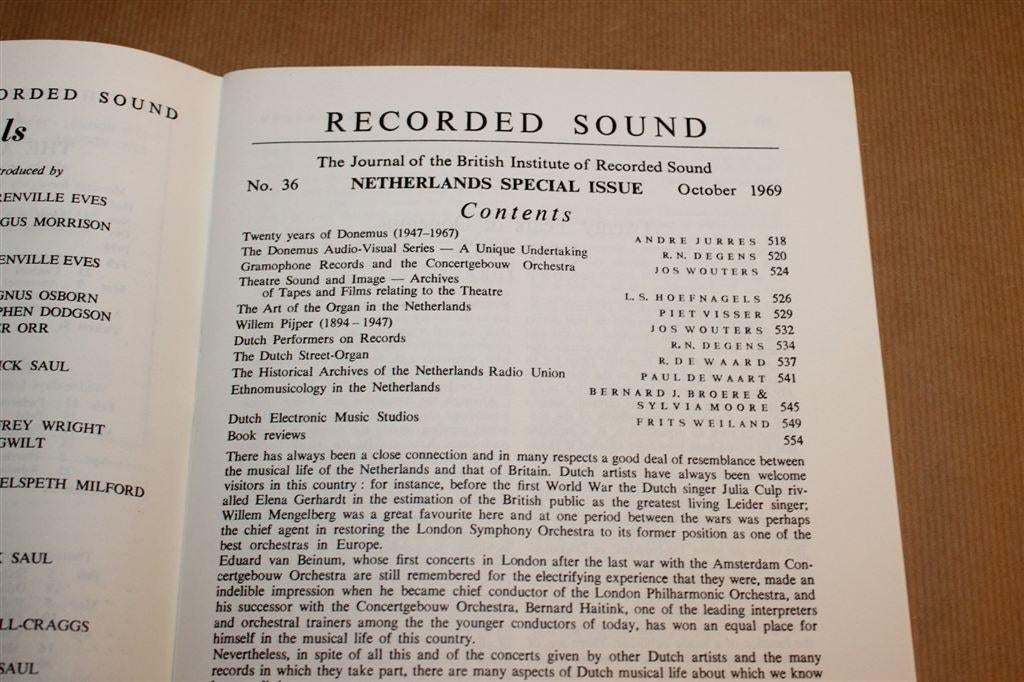 ORDED SOUND
ls
roduced by
RENVILLE EVES
GUS MORRISON
ENVILLE EVES
GNUS OSBORN
PHEN DODGSON
R ORR
ICK SAUL
FREY WRIGHT
GWILT
ELSPETH MILFORD
K SAUL
LL-CRAGGS
SAUL
RECORDED SOUND
The Journal of the British Institute of Recorded Sound
No. 36 NETHERLANDS SPECIAL ISSUE October 1969
Contents
Twenty years of Donemus (1947–1967) ANDRE JURRES 518
The Donemus Audio-Visual Series — A Unique Undertaking R.N. DEGENS 520
Gramophone Records and the Concertgebouw Orchestra JOS WOUTERS 524
Theatre Sound and Image — Archives
of Tapes and Films relating to the Theatre L.S. HOEFNAGELS 526
The Art of the Organ in the Netherlands PIET VISSER 529
Willem Pijper (1894–1947) JOS WOUTERS 532
Dutch Performers on Records R.N. DEGENS 534
The Dutch Street-Organ R. DE WAARD 537
The Historical Archives of the Netherlands Radio Union PAUL DE WAART 541
Ethnomusicology in the Netherlands BERNARD J. BROERE &
SYLVIA MOORE 545
Dutch Electronic Music Studios FRITS WEILAND 549
Book reviews 554
There has always been a close connection and in many respects a good deal of resemblance between
the musical life of the Netherlands and that of Britain. Dutch artists have always been welcome
visitors in this country : for instance, before the first World War the Dutch singer Julia Culp riv-
alled Elena Gerhardt in the estimation of the British public as the greatest living Leider singer;
Willem Mengelberg was a great favourite here and at one period between the wars was perhaps
the chief agent in restoring the London Symphony Orchestra to its former position as one of the
best orchestras in Europe.
Eduard van Beinum, whose first concerts in London after the last war with the Amsterdam Con-
certgebouw Orchestra are still remembered for the electrifying experience that they were, made an
indelible impression when he became chief conductor of the London Philharmonic Orchestra, and
his successor with the Concertgebouw Orchestra, Bernard Haitink, one of the leading interpreters
and orchestral trainers among the the younger conductors of today, has won an equal place for
himself in the musical life of this country.
Nevertheless, in spite of all this and of the concerts given by other Dutch artists and the many
records in which they take part, there are many aspects of Dutch musical life about which we know